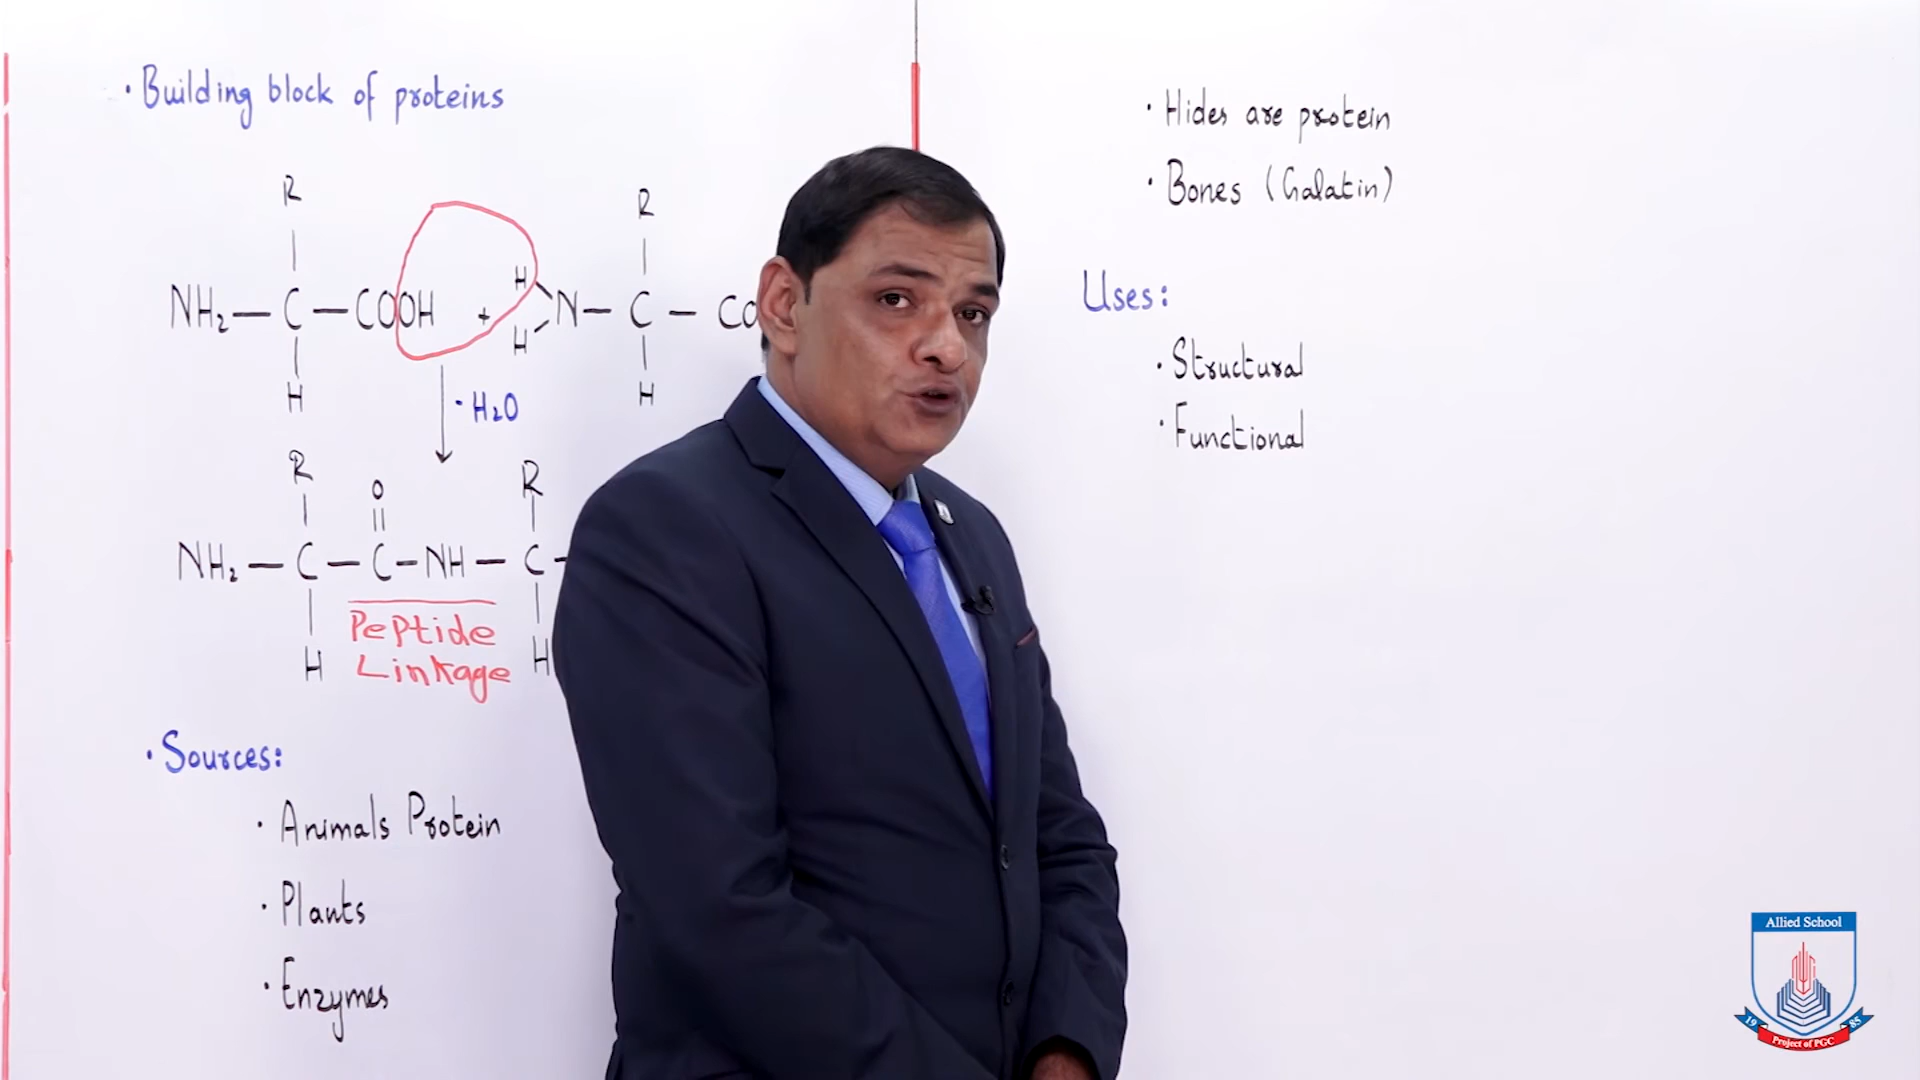 · Building block of proteins
R R
NH₂ — C — COOH + H H N — C — Co
H H
- H₂O
R O R
NH₂ — C — C – NH — C –
H H
Peptide
Linkage
· Sources:
· Animals Protein
· Plants
· Enzymes
· Hides are protein
· Bones (Galatin)
Uses:
· Structural
· Functional
Allied School
19 85
Project of PGC